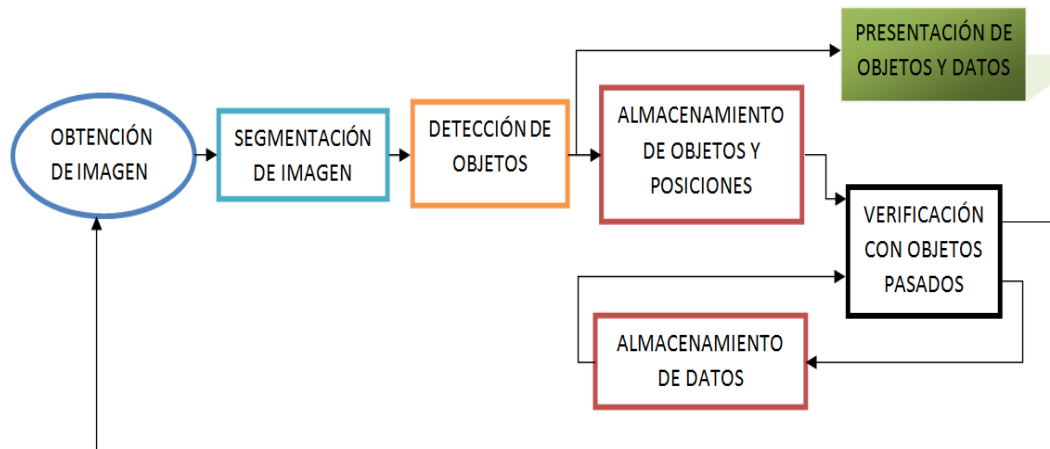 OBTENCIÓN
DE IMAGEN
SEGMENTACIÓN
DE IMAGEN
DETECCIÓN DE
OBJETOS
ALMACENAMIENTO
DE OBJETOS Y
POSICIONES
PRESENTACIÓN DE
OBJETOS Y DATOS
VERIFICACIÓN
CON OBJETOS
PASADOS
ALMACENAMIENTO
DE DATOS